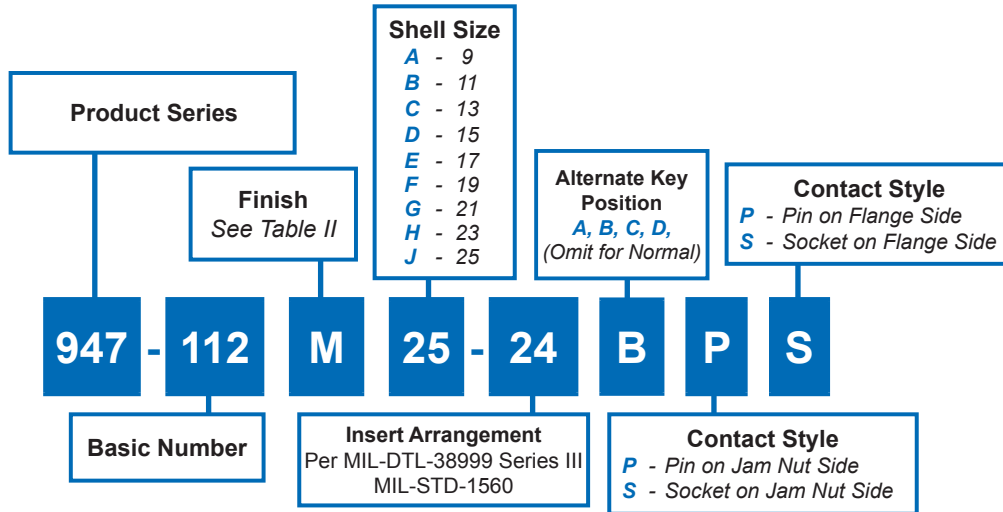 Product Series
Finish
See Table II
Shell Size
A - 9
B - 11
C - 13
D - 15
E - 17
F - 19
G - 21
H - 23
J - 25
Alternate Key
Position
A, B, C, D,
(Omit for Normal)
Contact Style
P - Pin on Flange Side
S - Socket on Flange Side
947 - 112 M 25 - 24 B P S
Basic Number
Insert Arrangement
Per MIL-DTL-38999 Series III
MIL-STD-1560
Contact Style
P - Pin on Jam Nut Side
S - Socket on Jam Nut Side